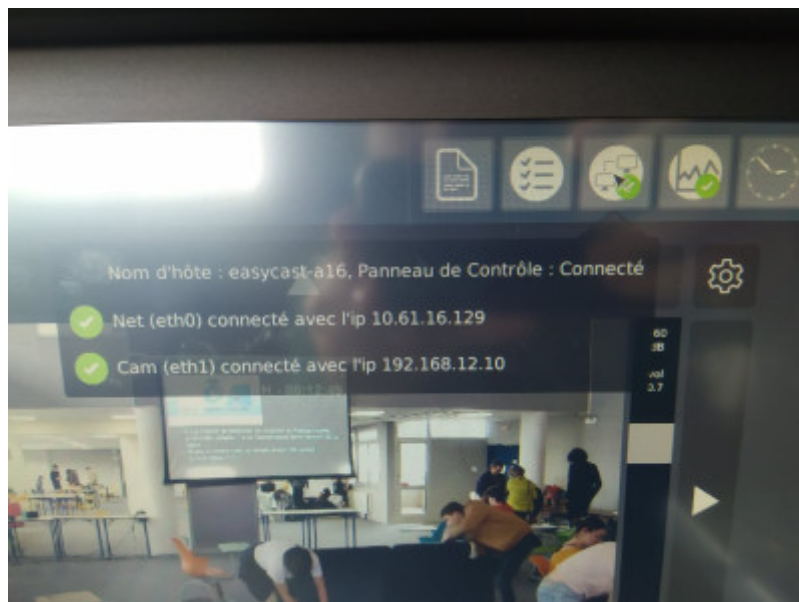 Nom d'hôte : easycast-a16, Panneau de Contrôle : Connecté
Net (eth0) connecté avec l'ip 10.61.16.129
Cam (eth1) connecté avec l'ip 192.168.12.10
60
dB
vol
0.7